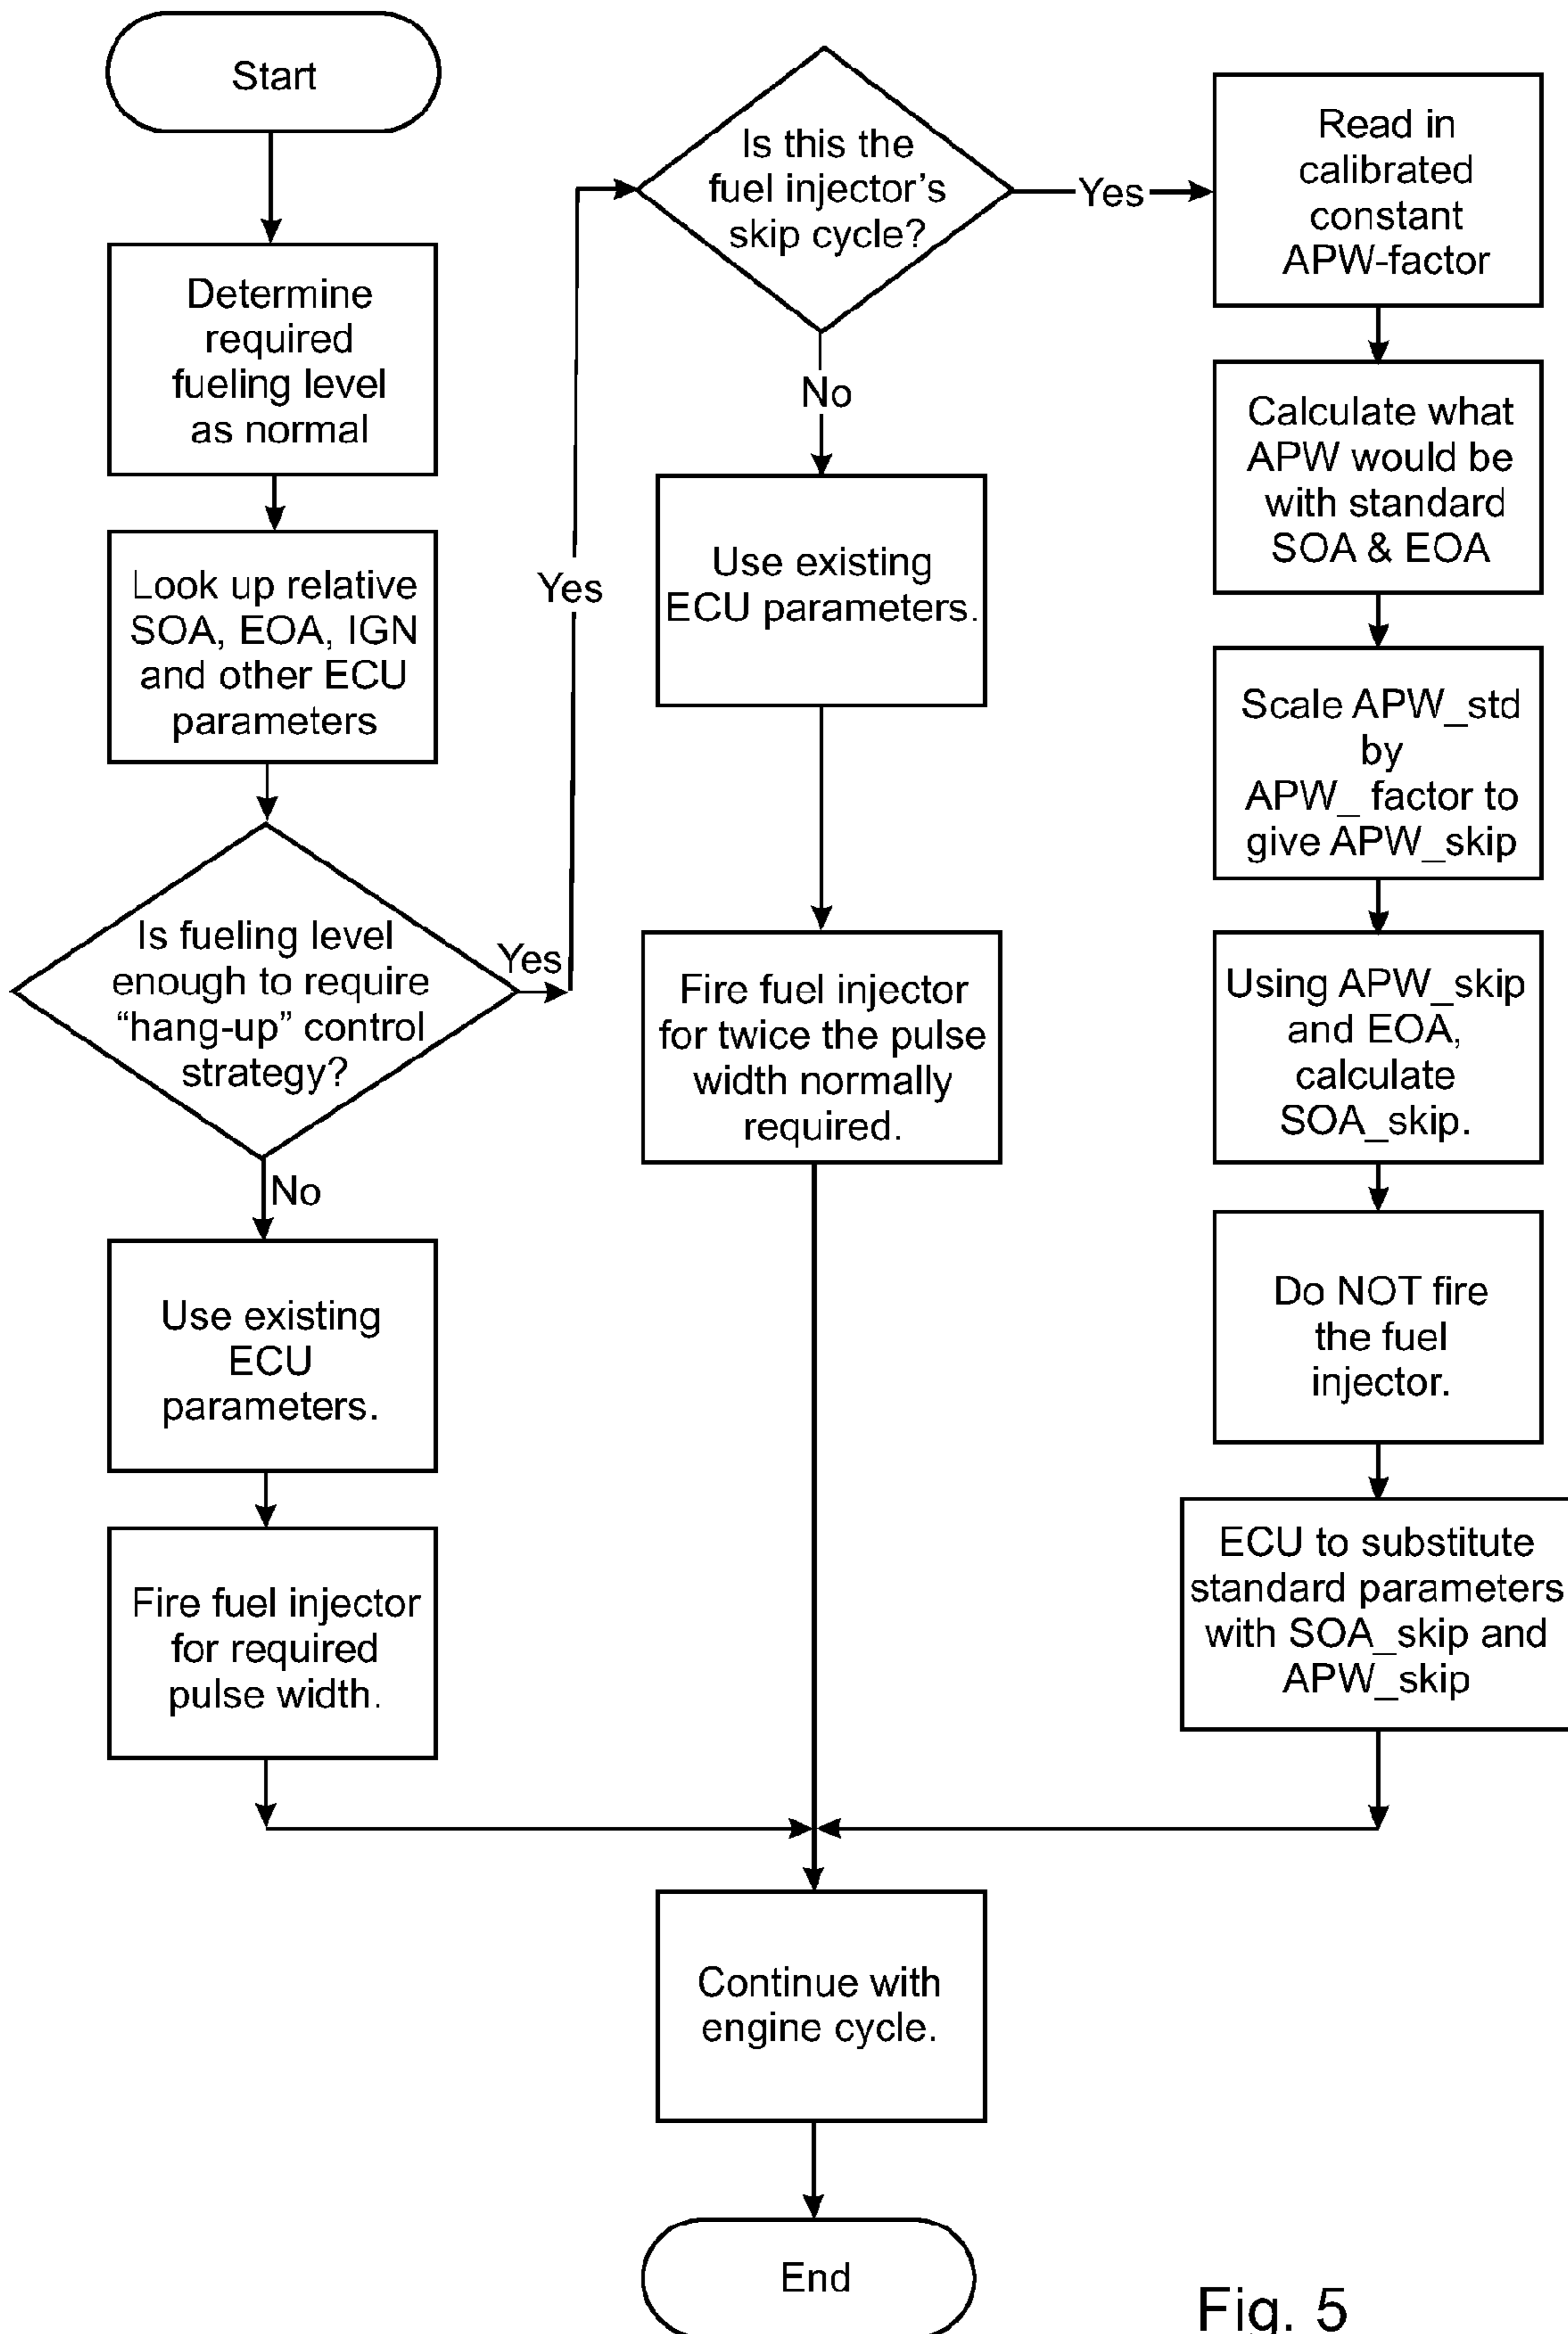 Start
Determine
required
fueling level
as normal
Look up relative
SOA, EOA, IGN
and other ECU
parameters
Is fueling level
enough to require
“hang-up” control
strategy?
Yes
No
Use existing
ECU
parameters.
Fire fuel injector
for required
pulse width.
Yes
Is this the
fuel injector’s
skip cycle?
Yes
No
Use existing
ECU parameters.
Fire fuel injector
for twice the pulse
width normally
required.
Read in
calibrated
constant
APW-factor
Calculate what
APW would be
with standard
SOA & EOA
Scale APW_std
by
APW_ factor to
give APW_skip
Using APW_skip
and EOA,
calculate
SOA_skip.
Do NOT fire
the fuel
injector.
ECU to substitute
standard parameters
with SOA_skip and
APW_skip
Continue with
engine cycle.
End
Fig. 5